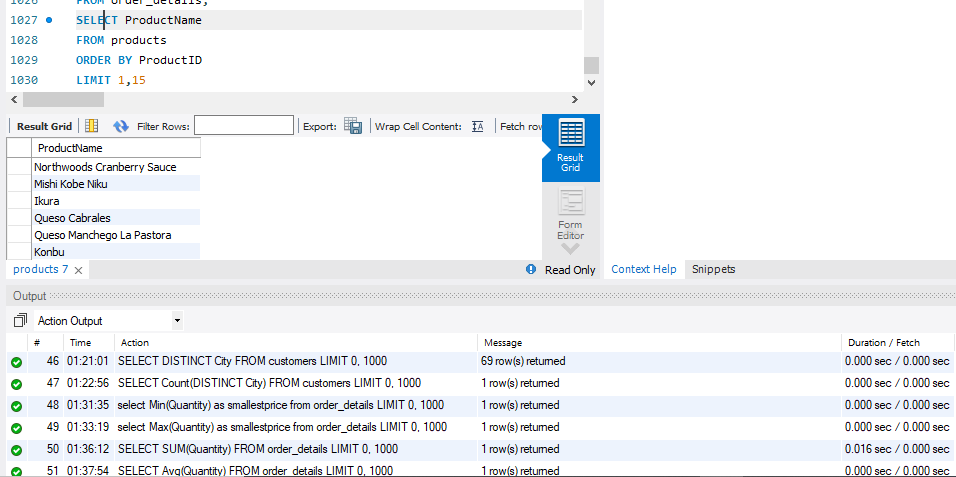 1026 FROM order_details;
1027 SELECT ProductName
1028 FROM products
1029 ORDER BY ProductID
1030 LIMIT 1,15
Result Grid Filter Rows: Export: Wrap Cell Content: Fetch row
ProductName
Northwoods Cranberry Sauce
Mishi Kobe Niku
Ikura
Queso Cabrales
Queso Manchego La Pastora
Konbu
Result
Grid
Form
Editor
products 7 Read Only Context Help Snippets
Output
Action Output
# Time Action Message Duration / Fetch
46 01:21:01 SELECT DISTINCT City FROM customers LIMIT 0, 1000 69 row(s) returned 0.000 sec / 0.000 sec
47 01:22:56 SELECT Count(DISTINCT City) FROM customers LIMIT 0, 1000 1 row(s) returned 0.000 sec / 0.000 sec
48 01:31:35 select Min(Quantity) as smallestprice from order_details LIMIT 0, 1000 1 row(s) returned 0.000 sec / 0.000 sec
49 01:33:19 select Max(Quantity) as smallestprice from order_details LIMIT 0, 1000 1 row(s) returned 0.000 sec / 0.000 sec
50 01:36:12 SELECT SUM(Quantity) FROM order_details LIMIT 0, 1000 1 row(s) returned 0.016 sec / 0.000 sec
51 01:37:54 SELECT Avg(Quantity) FROM order_details LIMIT 0, 1000 1 row(s) returned 0.000 sec / 0.000 sec